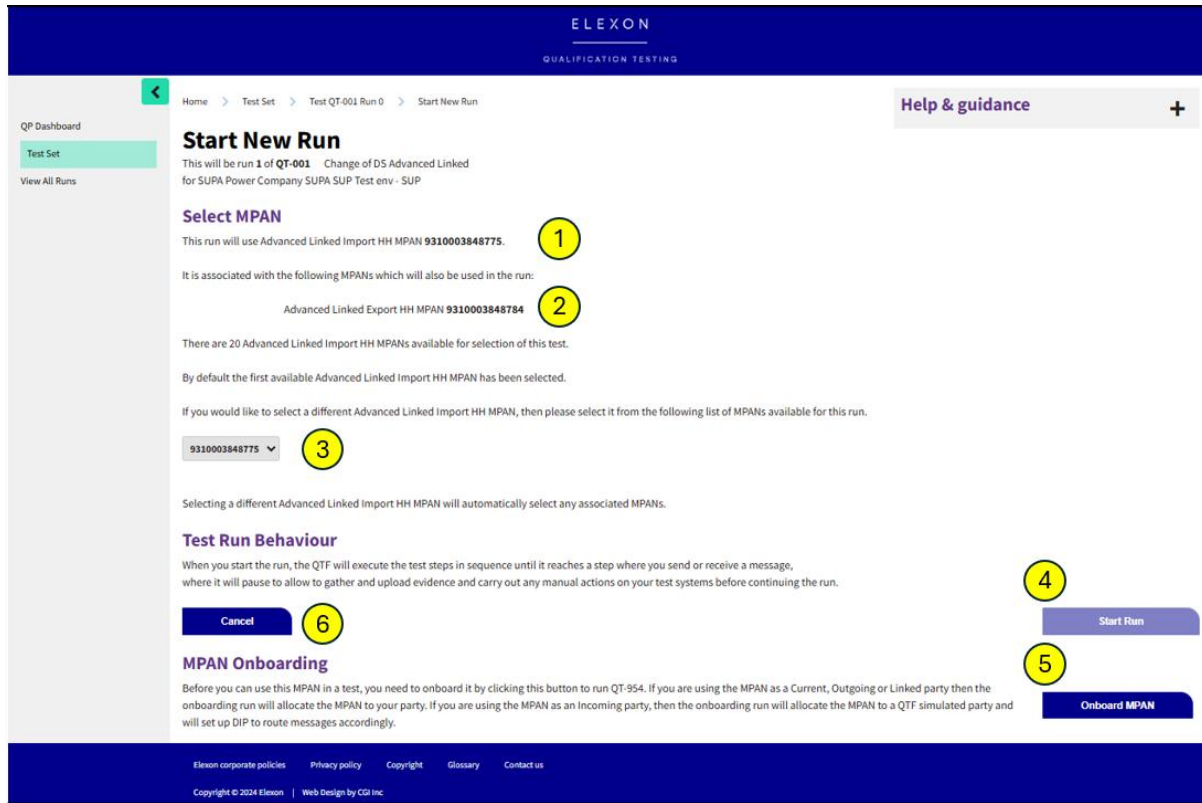 ELEXON
QUALIFICATION TESTING
Home > Test Set > Test QT-001 Run 0 > Start New Run
Help & guidance +
QP Dashboard
Test Set
View All Runs
Start New Run
This will be run 1 of QT-001 Change of DS Advanced Linked
for SUPA Power Company SUPA SUP Test env - SUP
Select MPAN
This run will use Advanced Linked Import HH MPAN 9310003848775.
1
It is associated with the following MPANs which will also be used in the run:
Advanced Linked Export HH MPAN 9310003848784
2
There are 20 Advanced Linked Import HH MPANs available for selection of this test.
By default the first available Advanced Linked Import HH MPAN has been selected.
If you would like to select a different Advanced Linked Import HH MPAN, then please select it from the following list of MPANs available for this run.
9310003848775
3
Selecting a different Advanced Linked Import HH MPAN will automatically select any associated MPANs.
Test Run Behaviour
When you start the run, the QTF will execute the test steps in sequence until it reaches a step where you send or receive a message,
where it will pause to allow to gather and upload evidence and carry out any manual actions on your test systems before continuing the run.
4
Cancel
6
Start Run
MPAN Onboarding
5
Before you can use this MPAN in a test, you need to onboard it by clicking this button to run QT-954. If you are using the MPAN as a Current, Outgoing or Linked party then the
onboarding run will allocate the MPAN to your party. If you are using the MPAN as an Incoming party, then the onboarding run will allocate the MPAN to a QTF simulated party and
will set up DIP to route messages accordingly.
Onboard MPAN
Elexon corporate policies Privacy policy Copyright Glossary Contact us
Copyright © 2024 Elexon | Web Design by CGI Inc